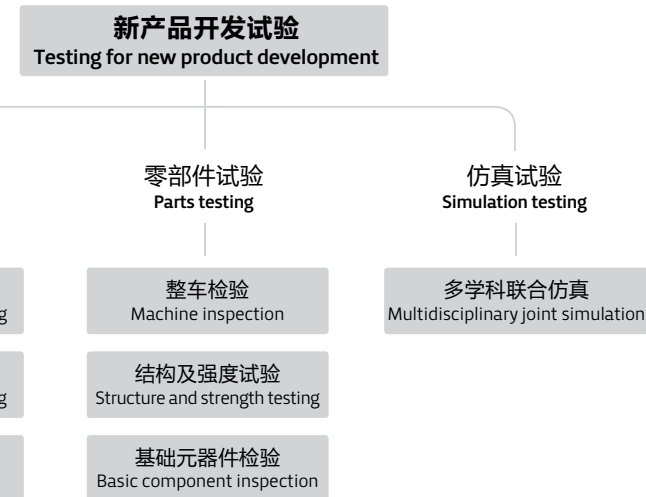 新产品开发试验
Testing for new product development
零部件试验
Parts testing
仿真试验
Simulation testing
整车检验
Machine inspection
多学科联合仿真
Multidisciplinary joint simulation
结构及强度试验
Structure and strength testing
基础元器件检验
Basic component inspection